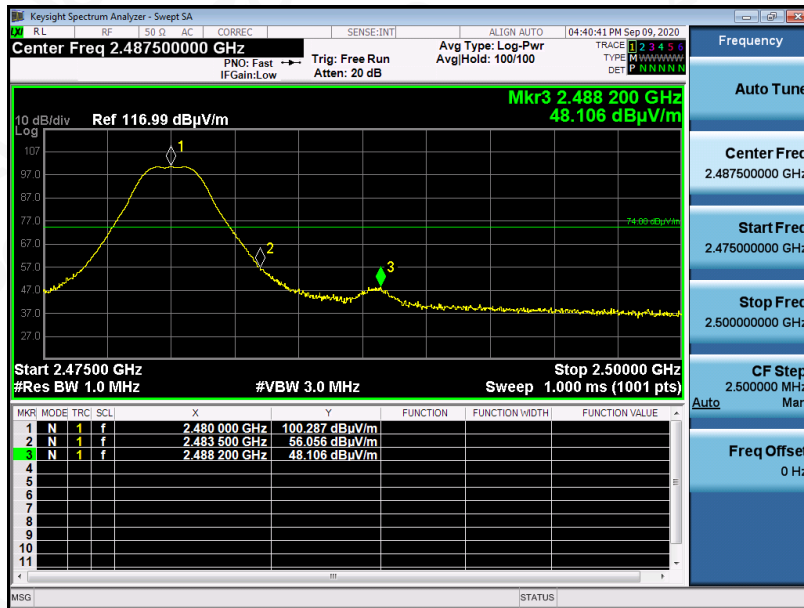 Keysight Spectrum Analyzer - Swept SA
LXI RL RF 50 Ω AC CORREC SENSE:INT ALIGN AUTO 04:40:41 PM Sep 09, 2020
Center Freq 2.487500000 GHz
PNO: Fast
IFGain:Low
Trig: Free Run
Atten: 20 dB
Avg Type: Log-Pwr
Avg|Hold: 100/100
TRACE 1 2 3 4 5 6
TYPE M WWWWW
DET P N N N N N
Mkr3 2.488 200 GHz
48.106 dBµV/m
10 dB/div Ref 116.99 dBµV/m
Log
107
97.0
87.0
77.0
67.0
57.0
47.0
37.0
27.0
1
2
3
74.00 dBµV/m
Start 2.47500 GHz Stop 2.50000 GHz
#Res BW 1.0 MHz #VBW 3.0 MHz Sweep 1.000 ms (1001 pts)
MKR MODE TRC SCL X Y FUNCTION FUNCTION WIDTH FUNCTION VALUE
1 N 1 f 2.480 000 GHz 100.287 dBµV/m
2 N 1 f 2.483 500 GHz 56.056 dBµV/m
3 N 1 f 2.488 200 GHz 48.106 dBµV/m
4
5
6
7
8
9
10
11
MSG STATUS
Frequency
Auto Tune
Center Freq
2.487500000 GHz
Start Freq
2.475000000 GHz
Stop Freq
2.500000000 GHz
CF Step
2.500000 MHz
Auto Man
Freq Offset
0 Hz